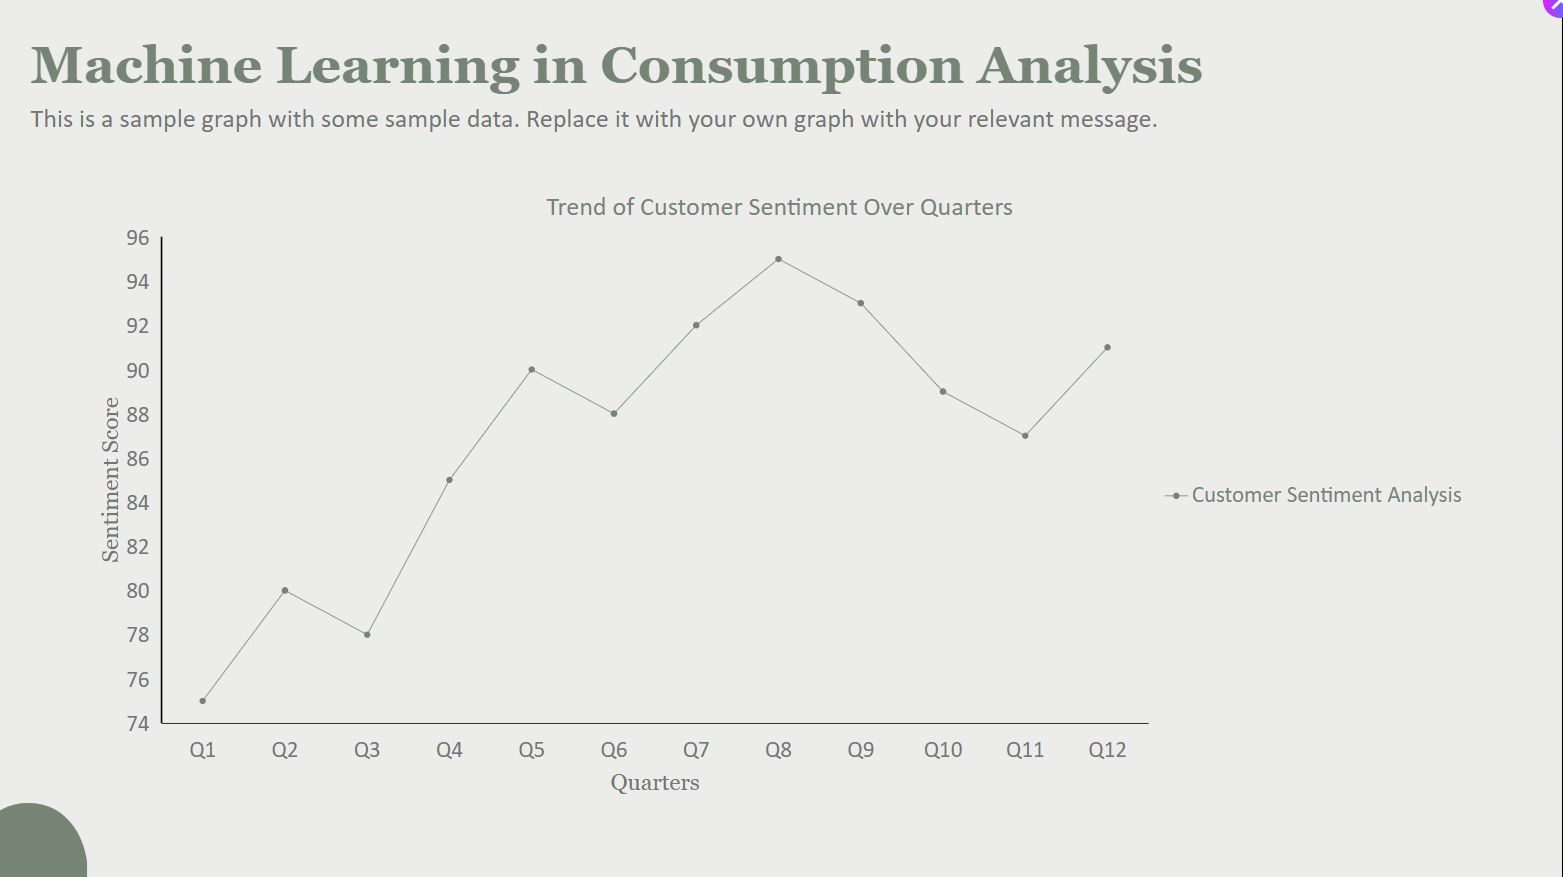 Machine Learning in Consumption Analysis
This is a sample graph with some sample data. Replace it with your own graph with your relevant message.
Trend of Customer Sentiment Over Quarters
96
94
92
90
88
86
84
82
80
78
76
74
Sentiment Score
Q1 Q2 Q3 Q4 Q5 Q6 Q7 Q8 Q9 Q10 Q11 Q12
Quarters
Customer Sentiment Analysis